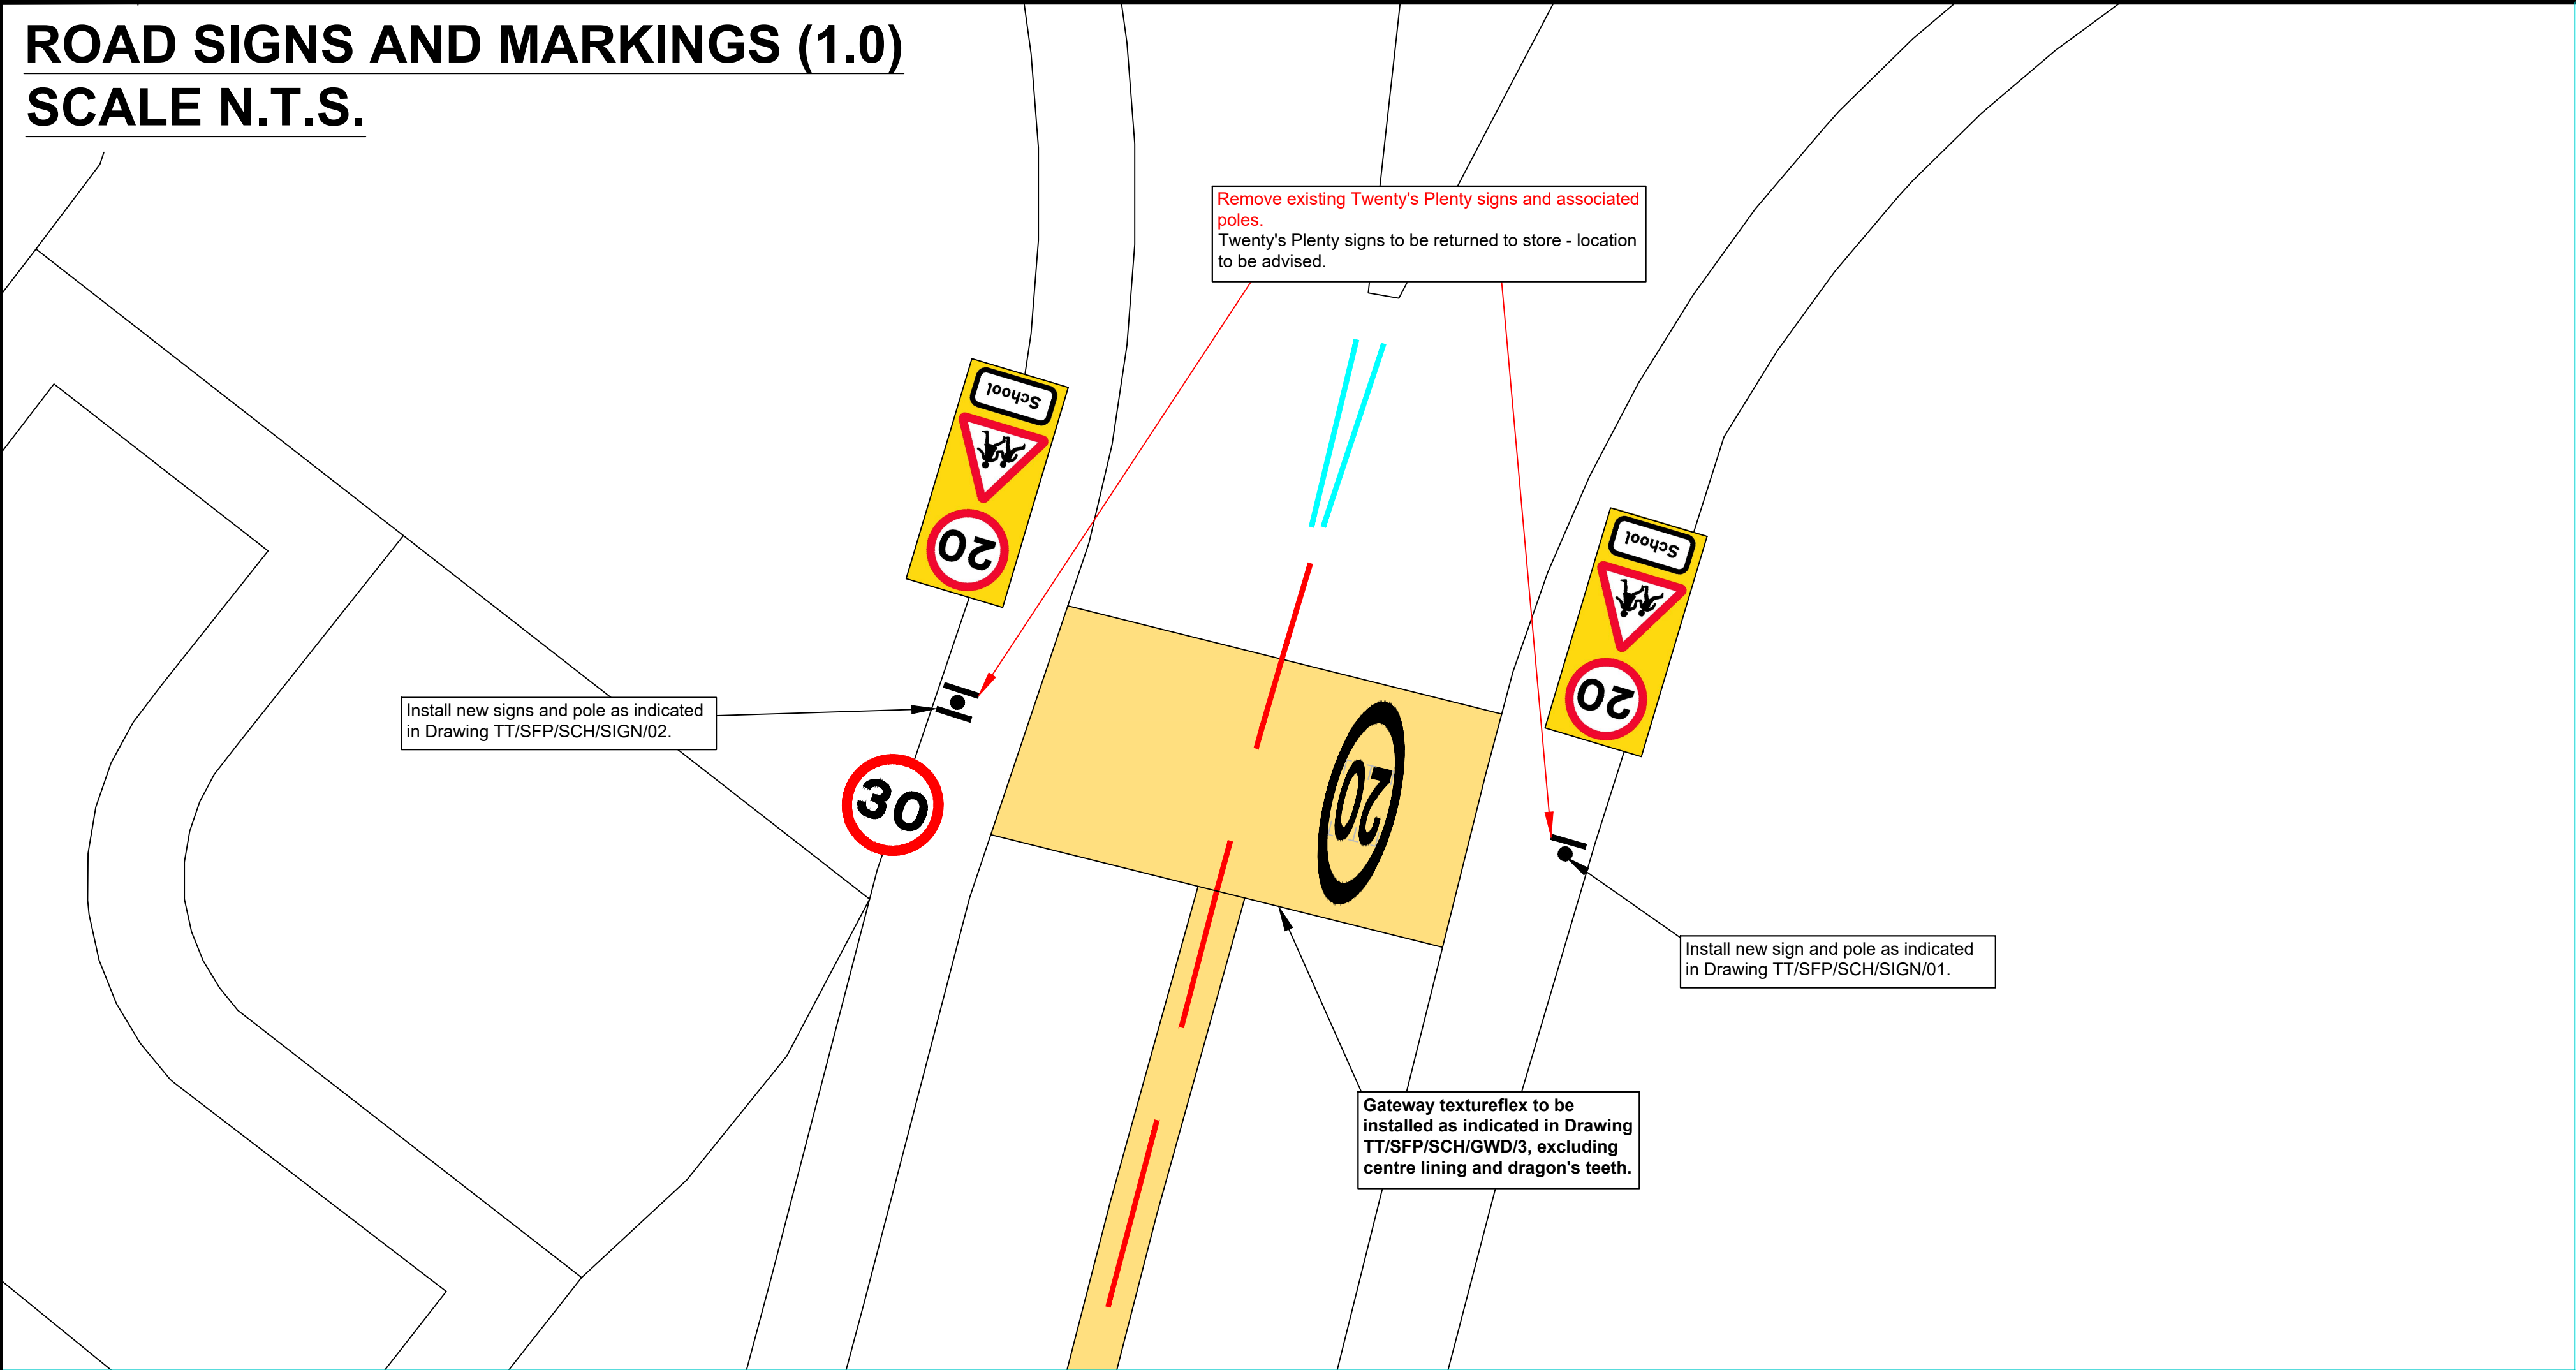 ROAD SIGNS AND MARKINGS (1.0)
SCALE N.T.S.
Remove existing Twenty's Plenty signs and associated
poles.
Twenty's Plenty signs to be returned to store - location
to be advised.
School
20
School
20
Install new signs and pole as indicated
in Drawing TT/SFP/SCH/SIGN/02.
30
20
Install new sign and pole as indicated
in Drawing TT/SFP/SCH/SIGN/01.
Gateway textureflex to be
installed as indicated in Drawing
TT/SFP/SCH/GWD/3, excluding
centre lining and dragon's teeth.